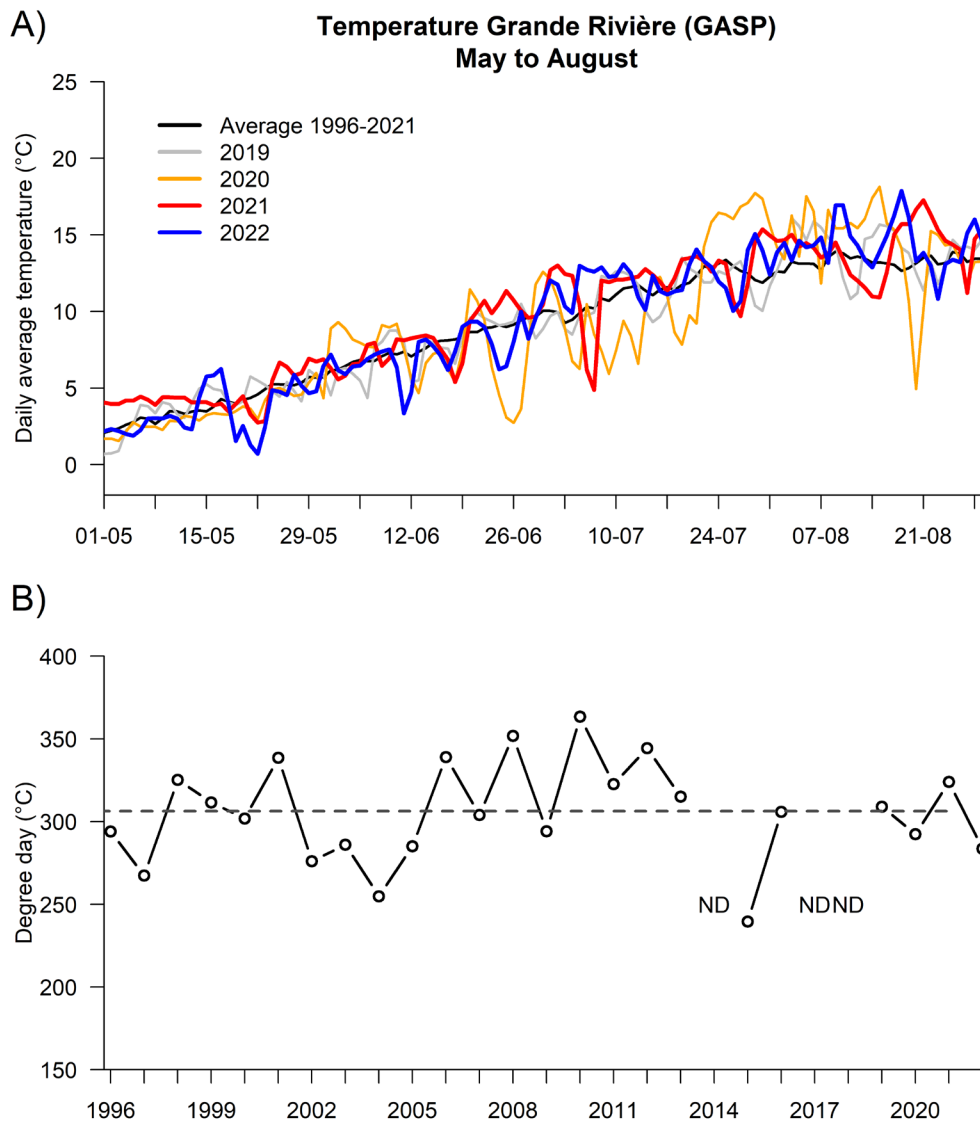 A)
Temperature Grande Rivière (GASP)
May to August
Daily average temperature (°C)
25
20
15
10
5
0
Average 1996-2021
2019
2020
2021
2022
01-05 15-05 29-05 12-06 26-06 10-07 24-07 07-08 21-08
B)
Degree day (°C)
400
350
300
250
200
150
ND NDND
1996 1999 2002 2005 2008 2011 2014 2017 2020